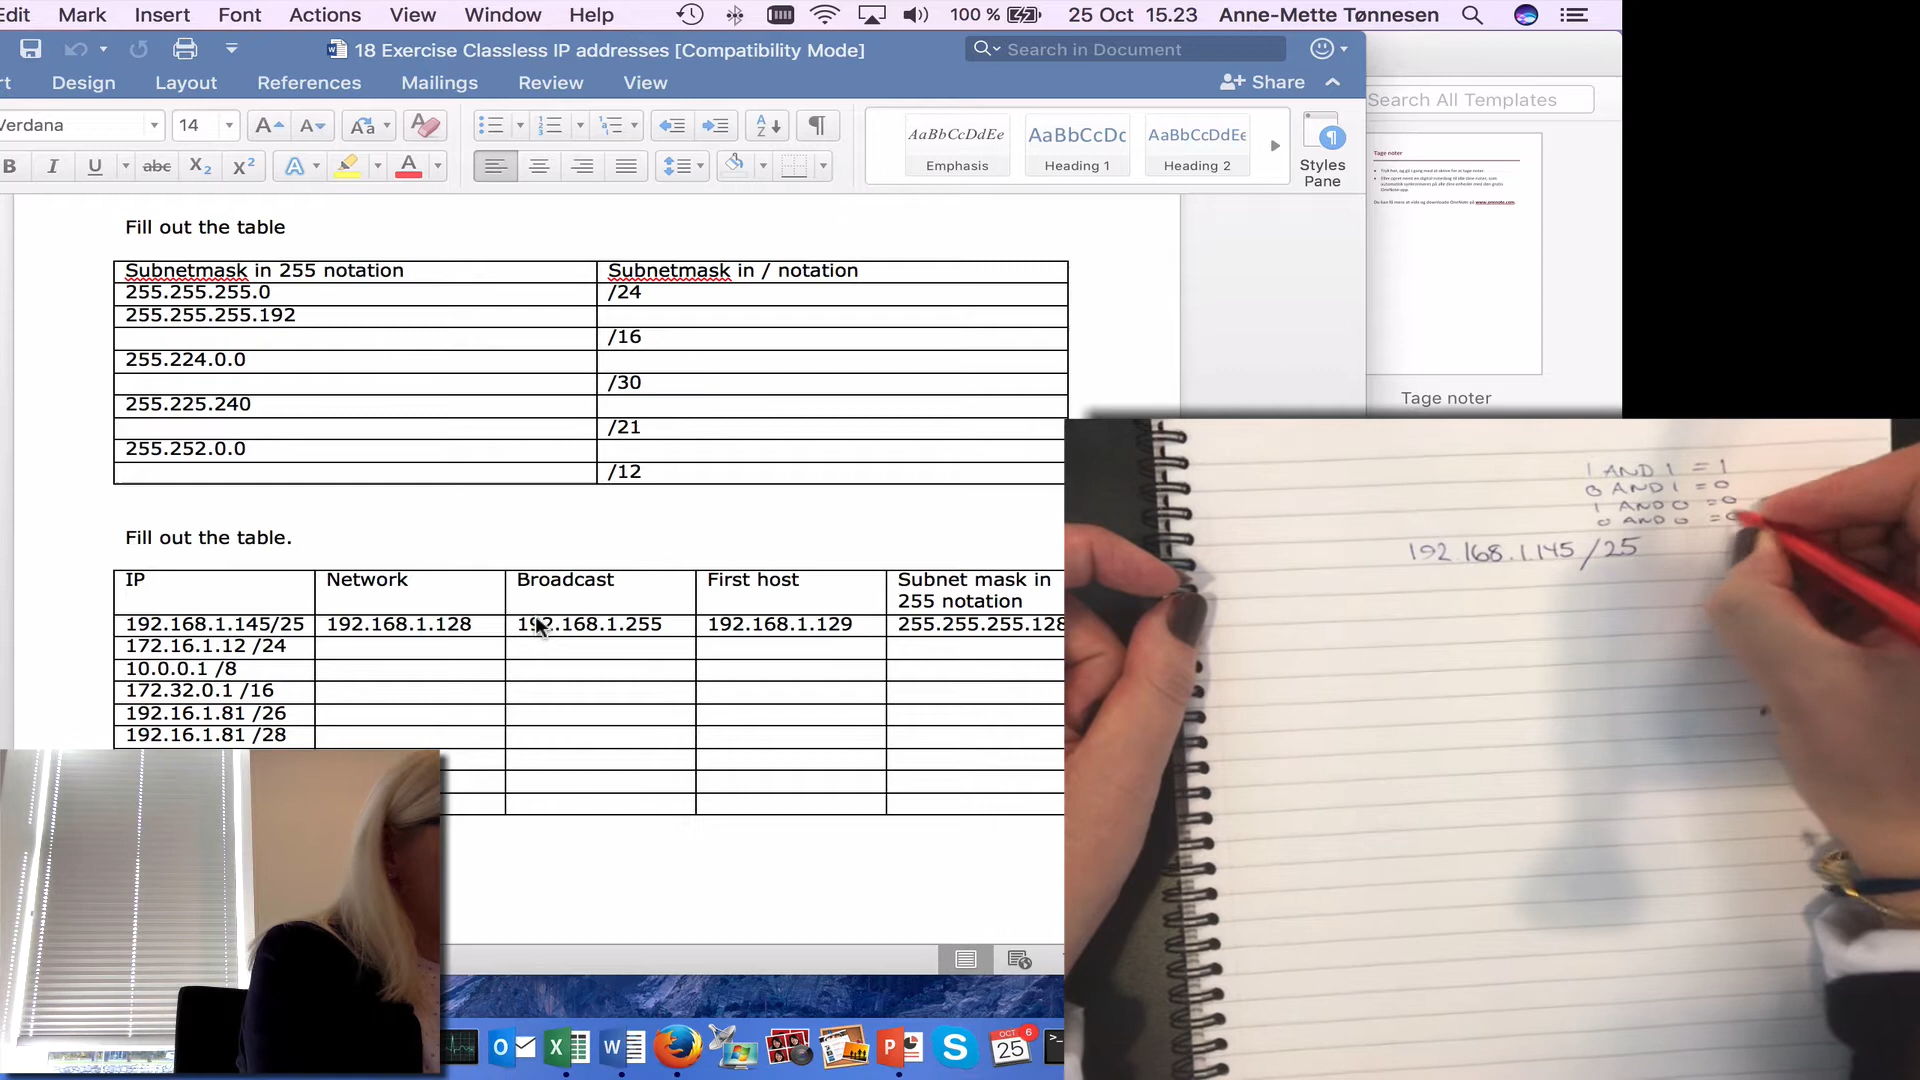 Edit Mark Insert Font Actions View Window Help 100 % 25 Oct 15.23 Anne-Mette Tønnesen
18 Exercise Classless IP addresses [Compatibility Mode]
Search in Document
rt Design Layout References Mailings Review View Share
Search All Templates
Verdana 14
AaBbCcDdEe AaBbCcDc AaBbCcDdEe
Emphasis Heading 1 Heading 2
Styles Pane
Tage noter
Tage noter
Fill out the table
Subnetmask in 255 notation Subnetmask in / notation
255.255.255.0 /24
255.255.255.192
/16
255.224.0.0
/30
255.225.240
/21
255.252.0.0
/12
Fill out the table.
IP Network Broadcast First host Subnet mask in
255 notation
192.168.1.145/25 192.168.1.128 192.168.1.255 192.168.1.129 255.255.255.128
172.16.1.12 /24
10.0.0.1 /8
172.32.0.1 /16
192.16.1.81 /26
192.16.1.81 /28
1 AND 1 = 1
0 AND 1 = 0
1 AND 0 = 0
0 AND 0 = 0
192.168.1.145/25
OCT. 6
25